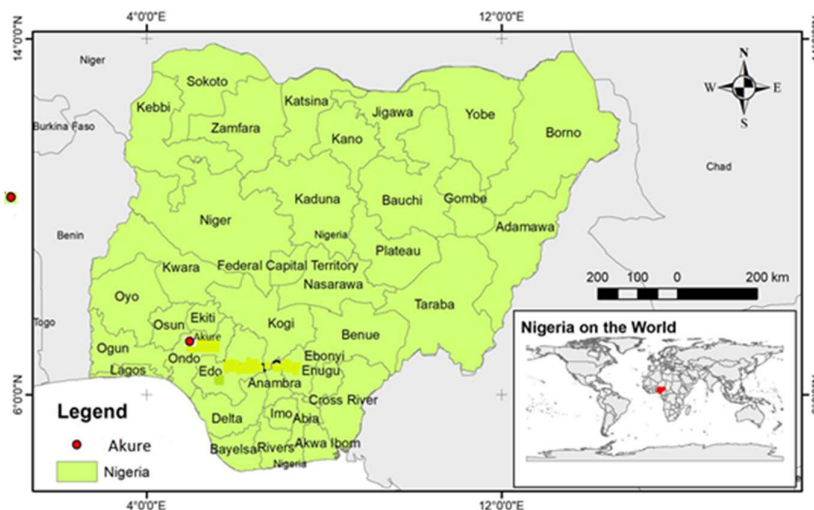 4°0'0"E 12°0'0"E
14°0'0"N
Niger
N
W E
S
Sokoto
Kebbi
Katsina
Jigawa
Yobe
Zamfara
Kano
Borno
Burkina Faso
Chad
Kaduna
Bauchi
Gombe
Niger
Nigeria
Adamawa
Benin
Plateau
Kwara
Federal Capital Territory
Nasarawa
200 100 0 200 km
Oyo
Taraba
Togo
Osun
Ekiti
Kogi
Akure
Benue
Ogun
Ondo
Ebonyi
Lagos
Edo
Enugu
Anambra
6°0'0"N
Cross River
Delta
Imo
Abia
Bayelsa
Rivers
Akwa Ibom
Nigeria
Legend
Akure
Nigeria
Nigeria on the World
4°0'0"E 12°0'0"E